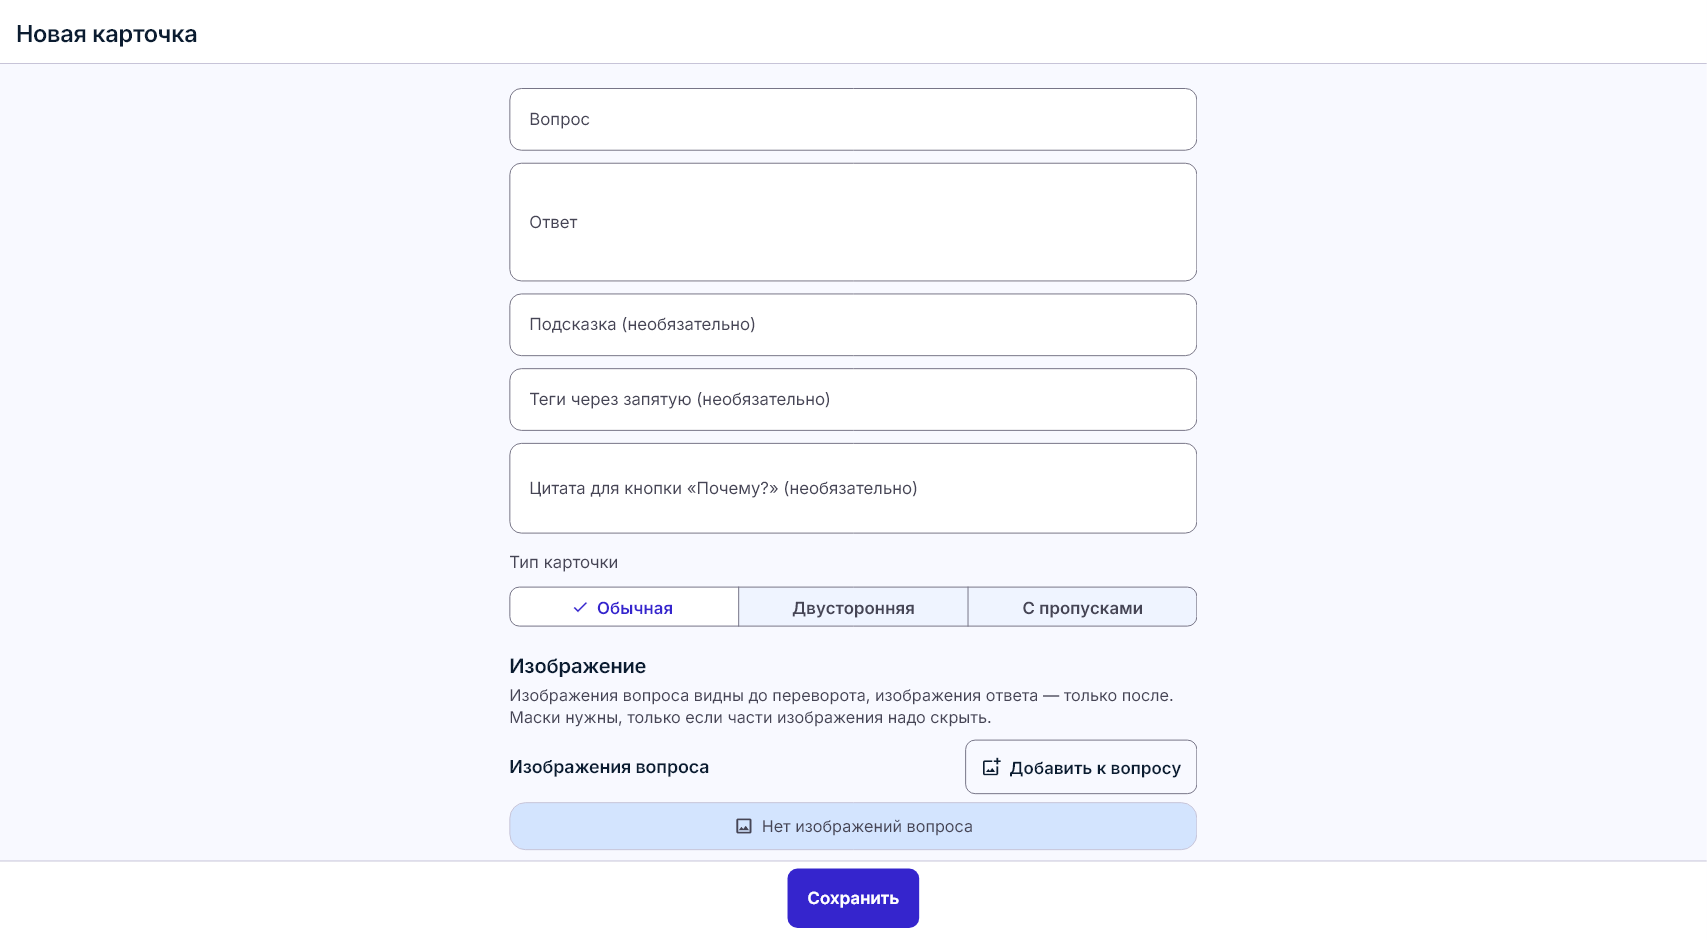 Новая карточка
Вопрос
Ответ
Подсказка (необязательно)
Теги через запятую (необязательно)
Цитата для кнопки «Почему?» (необязательно)
Тип карточки
Обычная
Двусторонняя
С пропусками
Изображение
Изображения вопроса видны до переворота, изображения ответа — только после.
Маски нужны, только если части изображения надо скрыть.
Изображения вопроса
Добавить к вопросу
Нет изображений вопроса
Сохранить